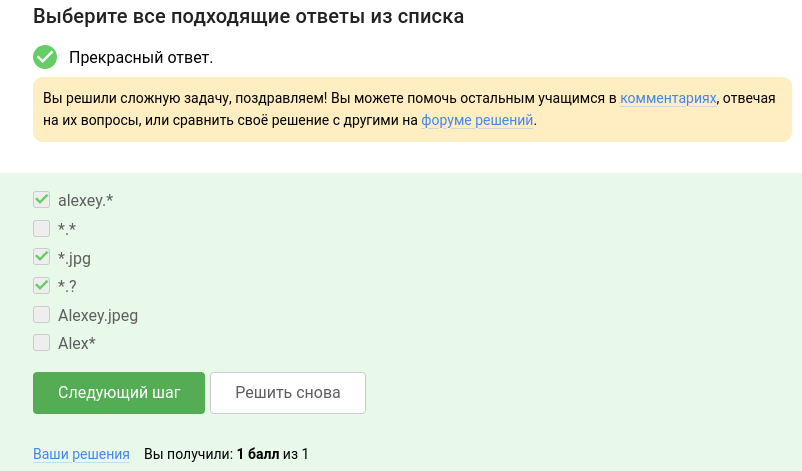 Выберите все подходящие ответы из списка
Прекрасный ответ.
Вы решили сложную задачу, поздравляем! Вы можете помочь остальным учащимся в комментариях, отвечая
на их вопросы, или сравнить своё решение с другими на форуме решений.
alexey.*
*.*
*.jpg
*.?
Alexey.jpeg
Alex*
Следующий шаг Решить снова
Ваши решения Вы получили: 1 балл из 1